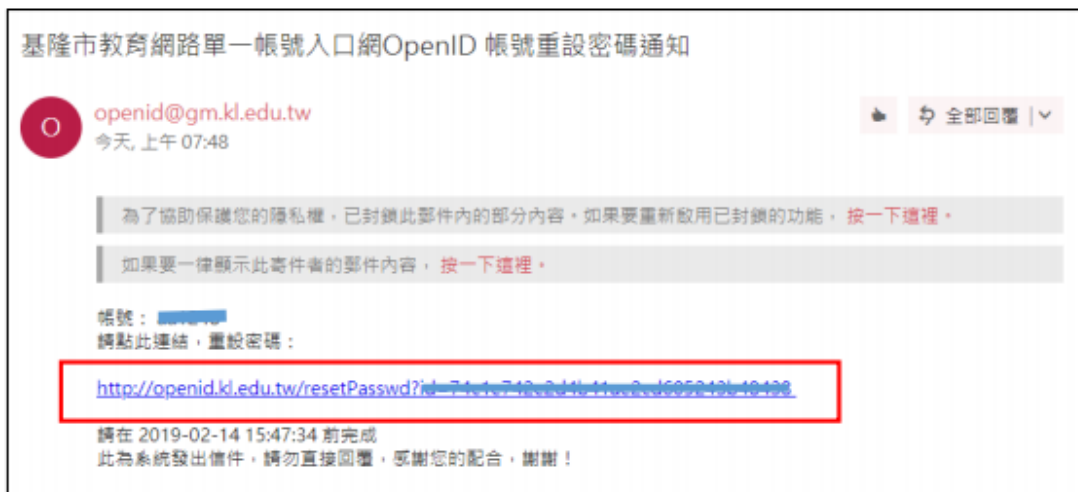 基隆市教育網路單一帳號入口網OpenID 帳號重設密碼通知
O
openid@gm.kl.edu.tw
今天, 上午 07:48
全部回覆
為了協助保護您的隱私權，已封鎖此郵件內的部分內容。如果要重新啟用已封鎖的功能， 按一下這裡。
如果要一律顯示此寄件者的郵件內容， 按一下這裡。
帳號：
請點此連結，重設密碼：
http://openid.kl.edu.tw/resetPasswd?
請在 2019-02-14 15:47:34 前完成
此為系統發出信件，請勿直接回覆，感謝您的配合，謝謝！